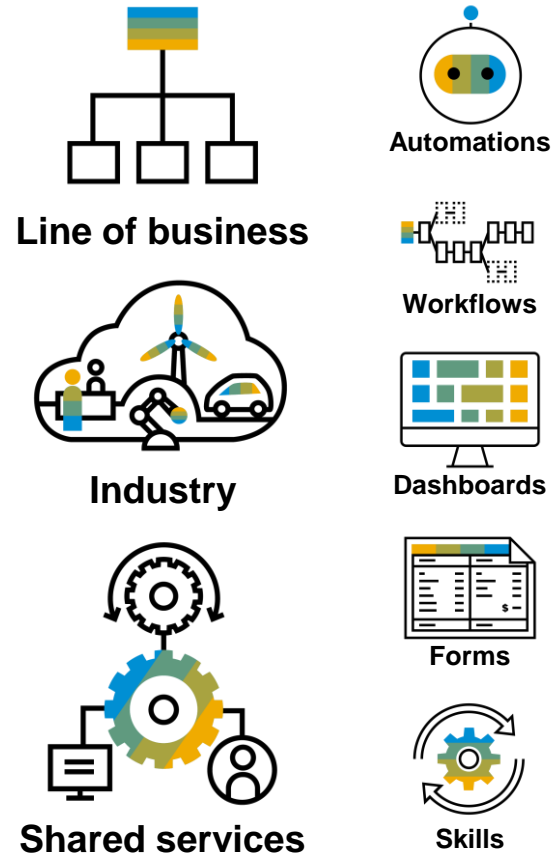 Line of business
Industry
Shared services
Automations
Workflows
Dashboards
$
Forms
Skills